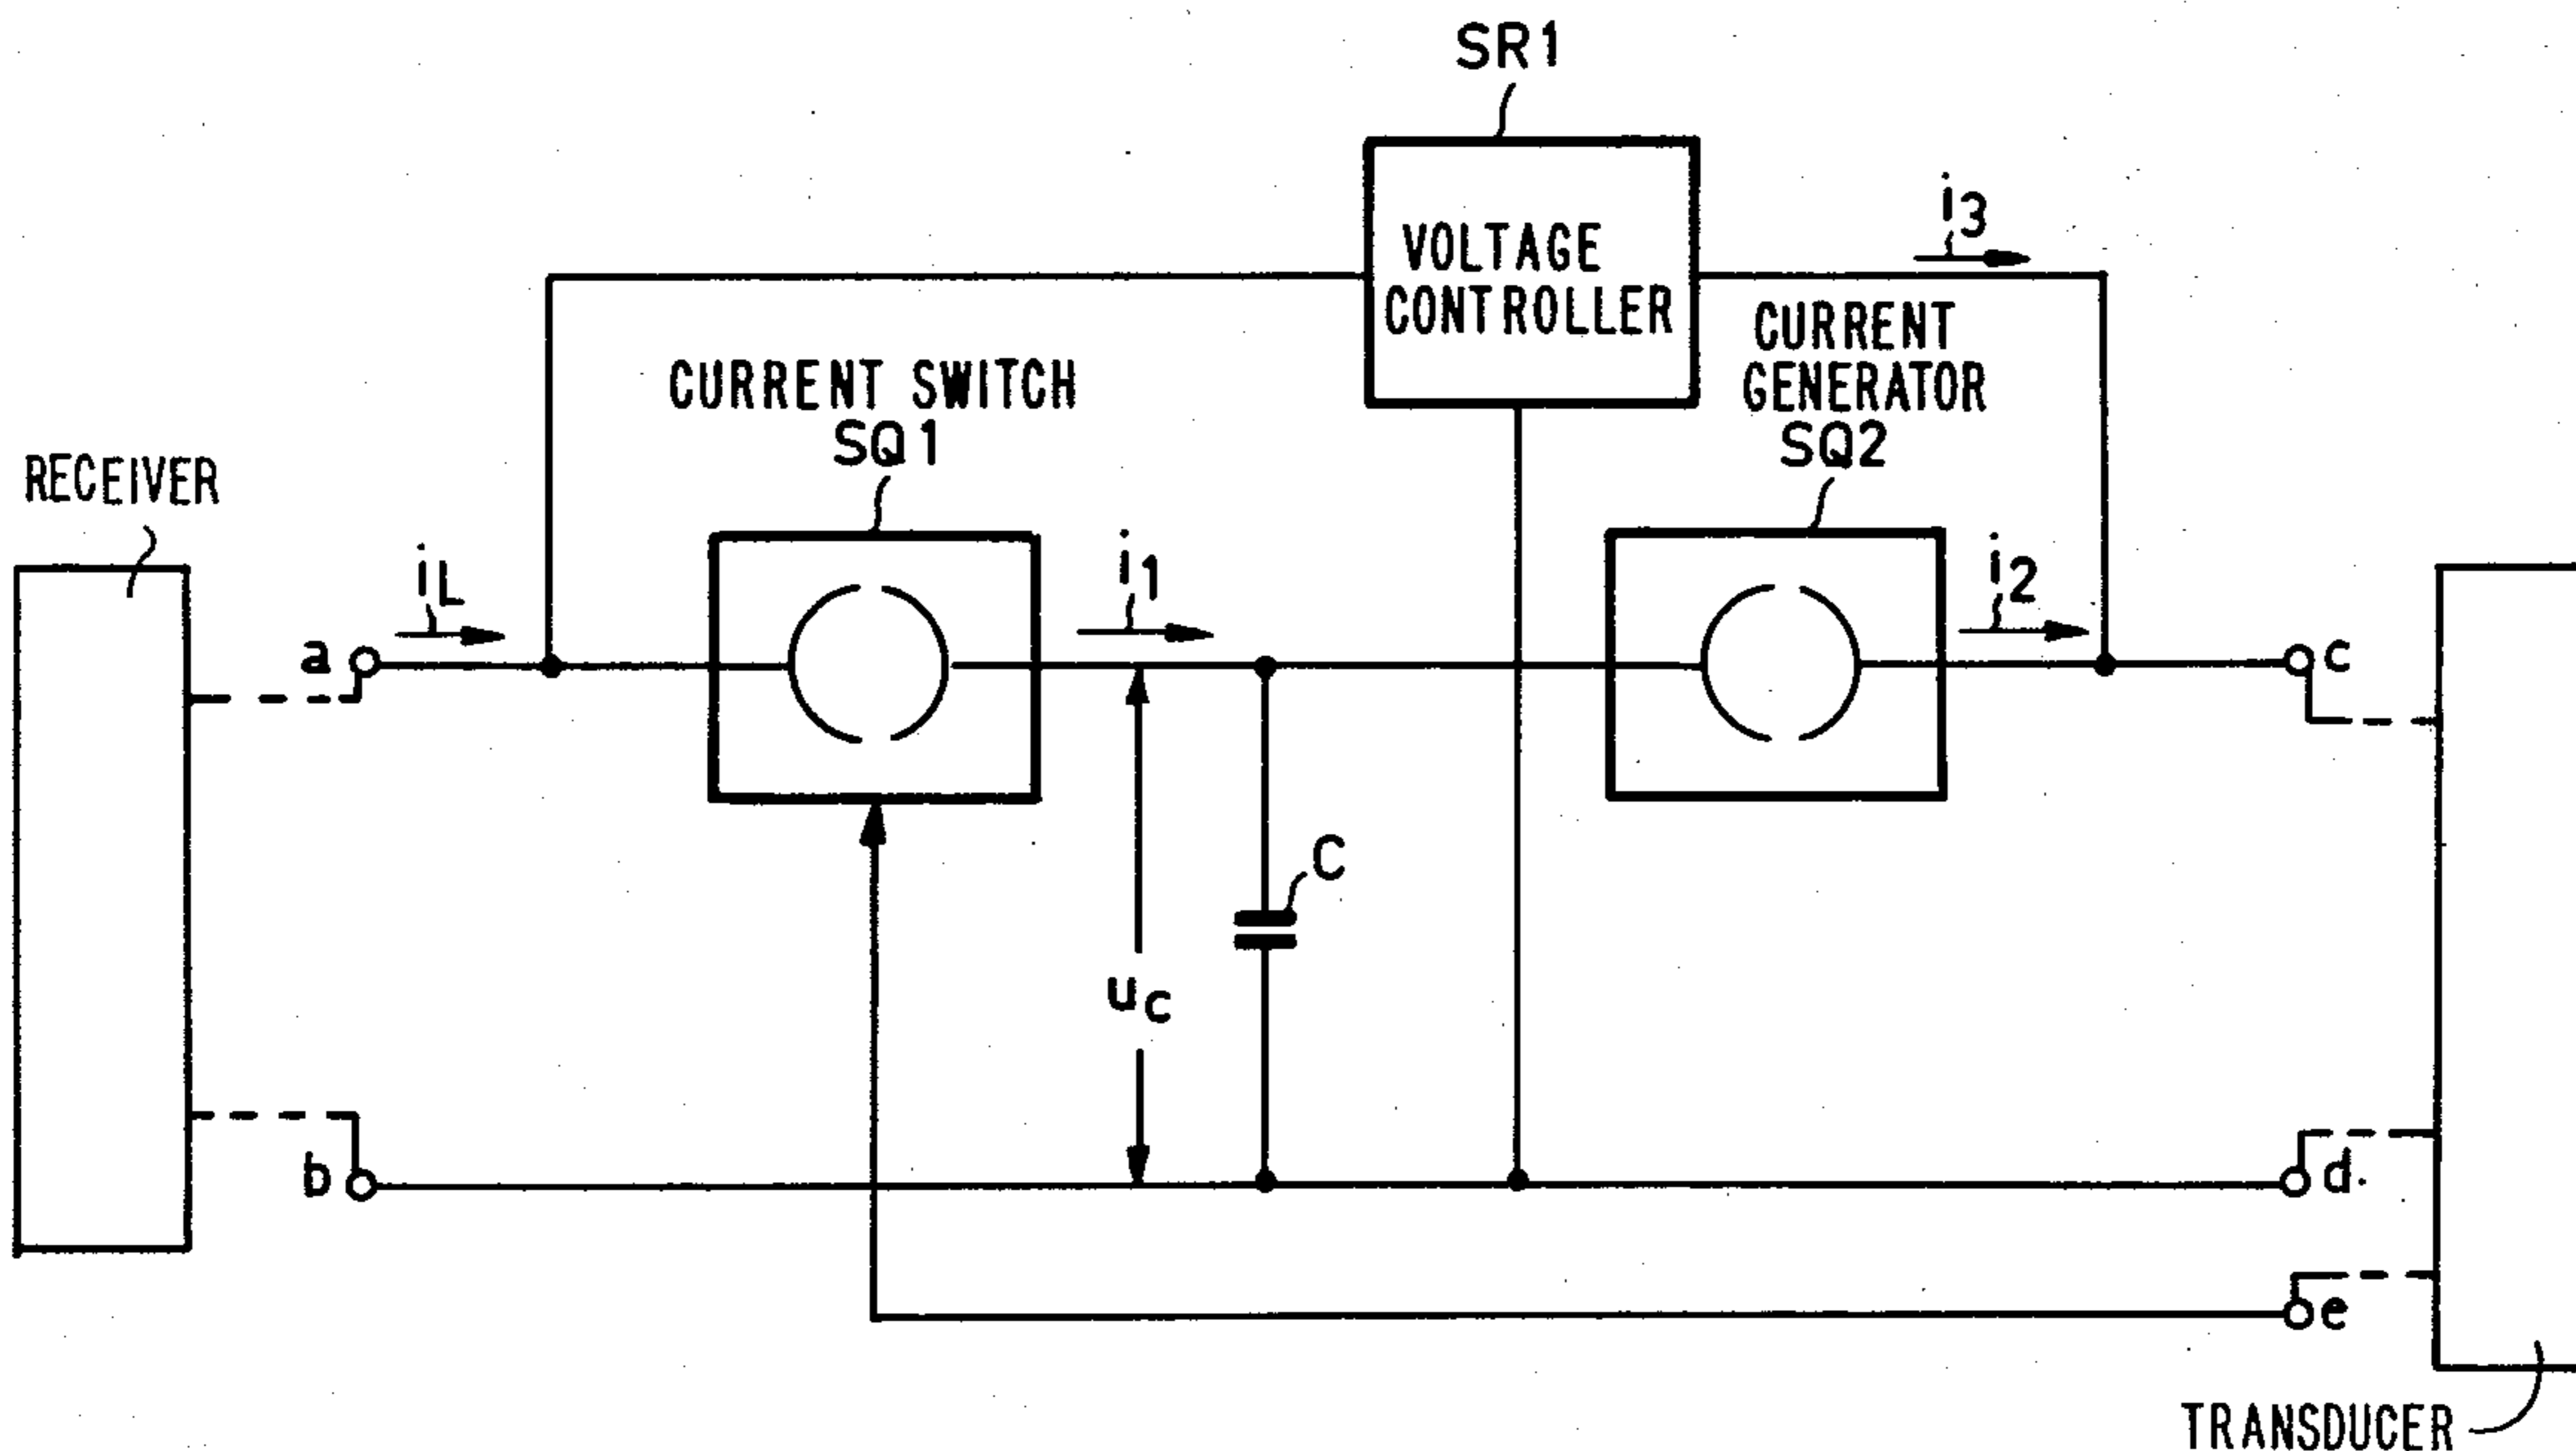 SR1
VOLTAGE
CONTROLLER
i3
CURRENT
GENERATOR
SQ2
CURRENT SWITCH
SQ1
RECEIVER
iL
i1
i2
a
c
C
uc
b
d
e
TRANSDUCER